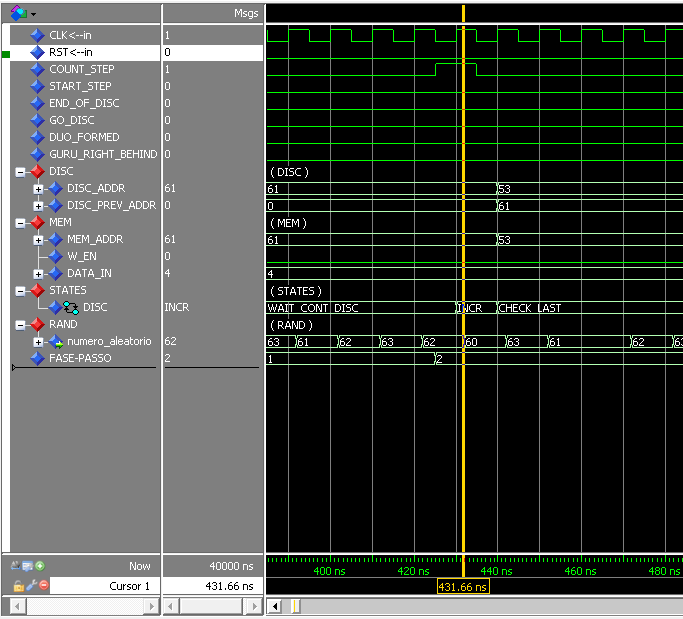 Msgs
CLK<--in 1
RST<--in 0
COUNT_STEP 1
START_STEP 0
END_OF_DISC 0
GO_DISC 0
DUO_FORMED 0
GURU_RIGHT_BEHIND 0
DISC ( DISC )
DISC_ADDR 61 61 53
DISC_PREV_ADDR 0 0 61
MEM ( MEM )
MEM_ADDR 61 61 53
W_EN 0
DATA_IN 4 4
STATES ( STATES )
DISC INCR WAIT_CONT_DISC INCR CHECK_LAST
RAND ( RAND )
numero_aleatorio 62 63 61 62 63 62 60 63 61 62 63
FASE-PASSO 2 1 2
Now 40000 ns 400 ns 420 ns 440 ns 460 ns 480 ns
Cursor 1 431.66 ns 431.66 ns